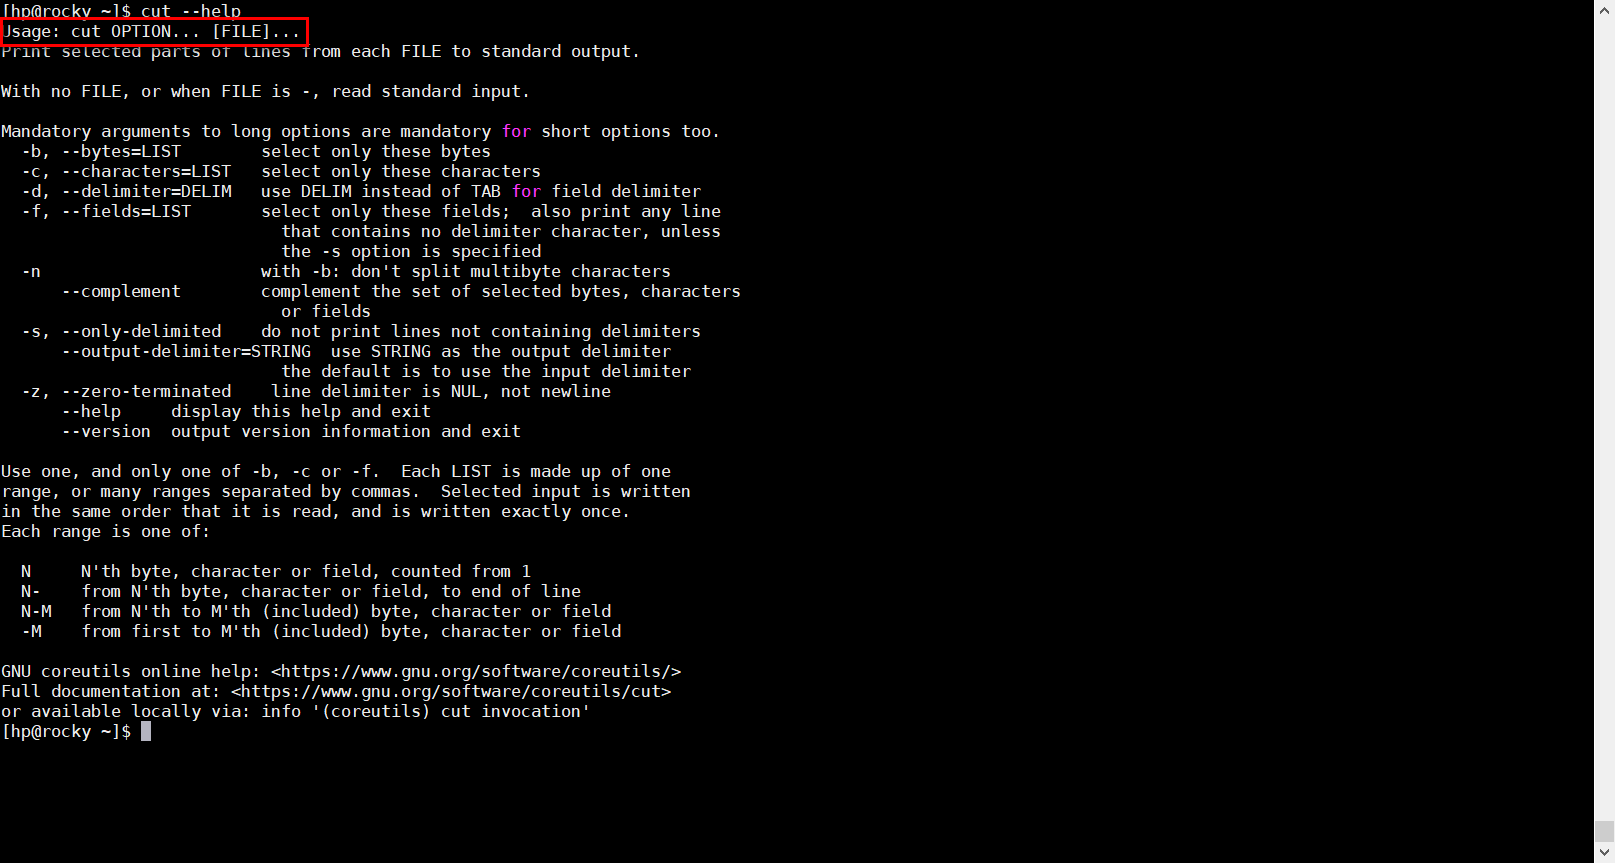 [hp@rocky ~]$ cut --help
Usage: cut OPTION... [FILE]...
Print selected parts of lines from each FILE to standard output.
With no FILE, or when FILE is -, read standard input.
Mandatory arguments to long options are mandatory for short options too.
  -b, --bytes=LIST        select only these bytes
  -c, --characters=LIST   select only these characters
  -d, --delimiter=DELIM   use DELIM instead of TAB for field delimiter
  -f, --fields=LIST       select only these fields;  also print any line
                            that contains no delimiter character, unless
                            the -s option is specified
  -n                      with -b: don't split multibyte characters
      --complement        complement the set of selected bytes, characters
                            or fields
  -s, --only-delimited    do not print lines not containing delimiters
      --output-delimiter=STRING  use STRING as the output delimiter
                            the default is to use the input delimiter
  -z, --zero-terminated    line delimiter is NUL, not newline
      --help     display this help and exit
      --version  output version information and exit
Use one, and only one of -b, -c or -f.  Each LIST is made up of one
range, or many ranges separated by commas.  Selected input is written
in the same order that it is read, and is written exactly once.
Each range is one of:
  N     N'th byte, character or field, counted from 1
  N-    from N'th byte, character or field, to end of line
  N-M   from N'th to M'th (included) byte, character or field
  -M    from first to M'th (included) byte, character or field
GNU coreutils online help: <https://www.gnu.org/software/coreutils/>
Full documentation at: <https://www.gnu.org/software/coreutils/cut>
or available locally via: info '(coreutils) cut invocation'
[hp@rocky ~]$